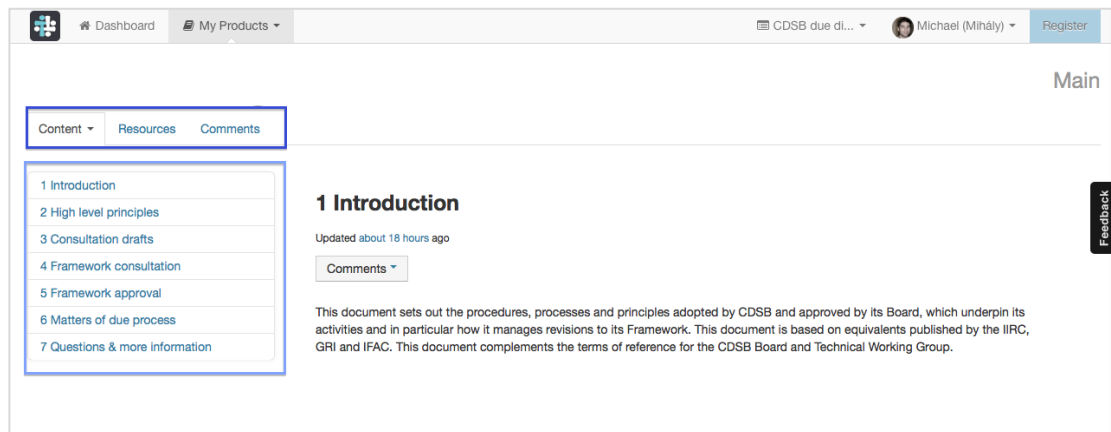 Dashboard My Products CDSB due di... Michael (Mihály) Register
Main
Content Resources Comments
1 Introduction
2 High level principles
3 Consultation drafts
4 Framework consultation
5 Framework approval
6 Matters of due process
7 Questions & more information
1 Introduction
Updated about 18 hours ago
Comments
This document sets out the procedures, processes and principles adopted by CDSB and approved by its Board, which underpin its
activities and in particular how it manages revisions to its Framework. This document is based on equivalents published by the IIRC,
GRI and IFAC. This document complements the terms of reference for the CDSB Board and Technical Working Group.
Feedback